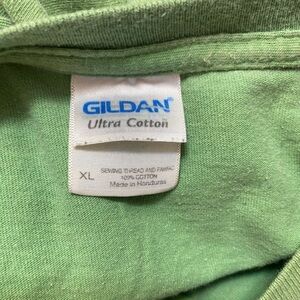 GILDAN
Ultra Cotton
XL
SEWING THREAD AND FABRIC
100% COTTON
Made in Honduras